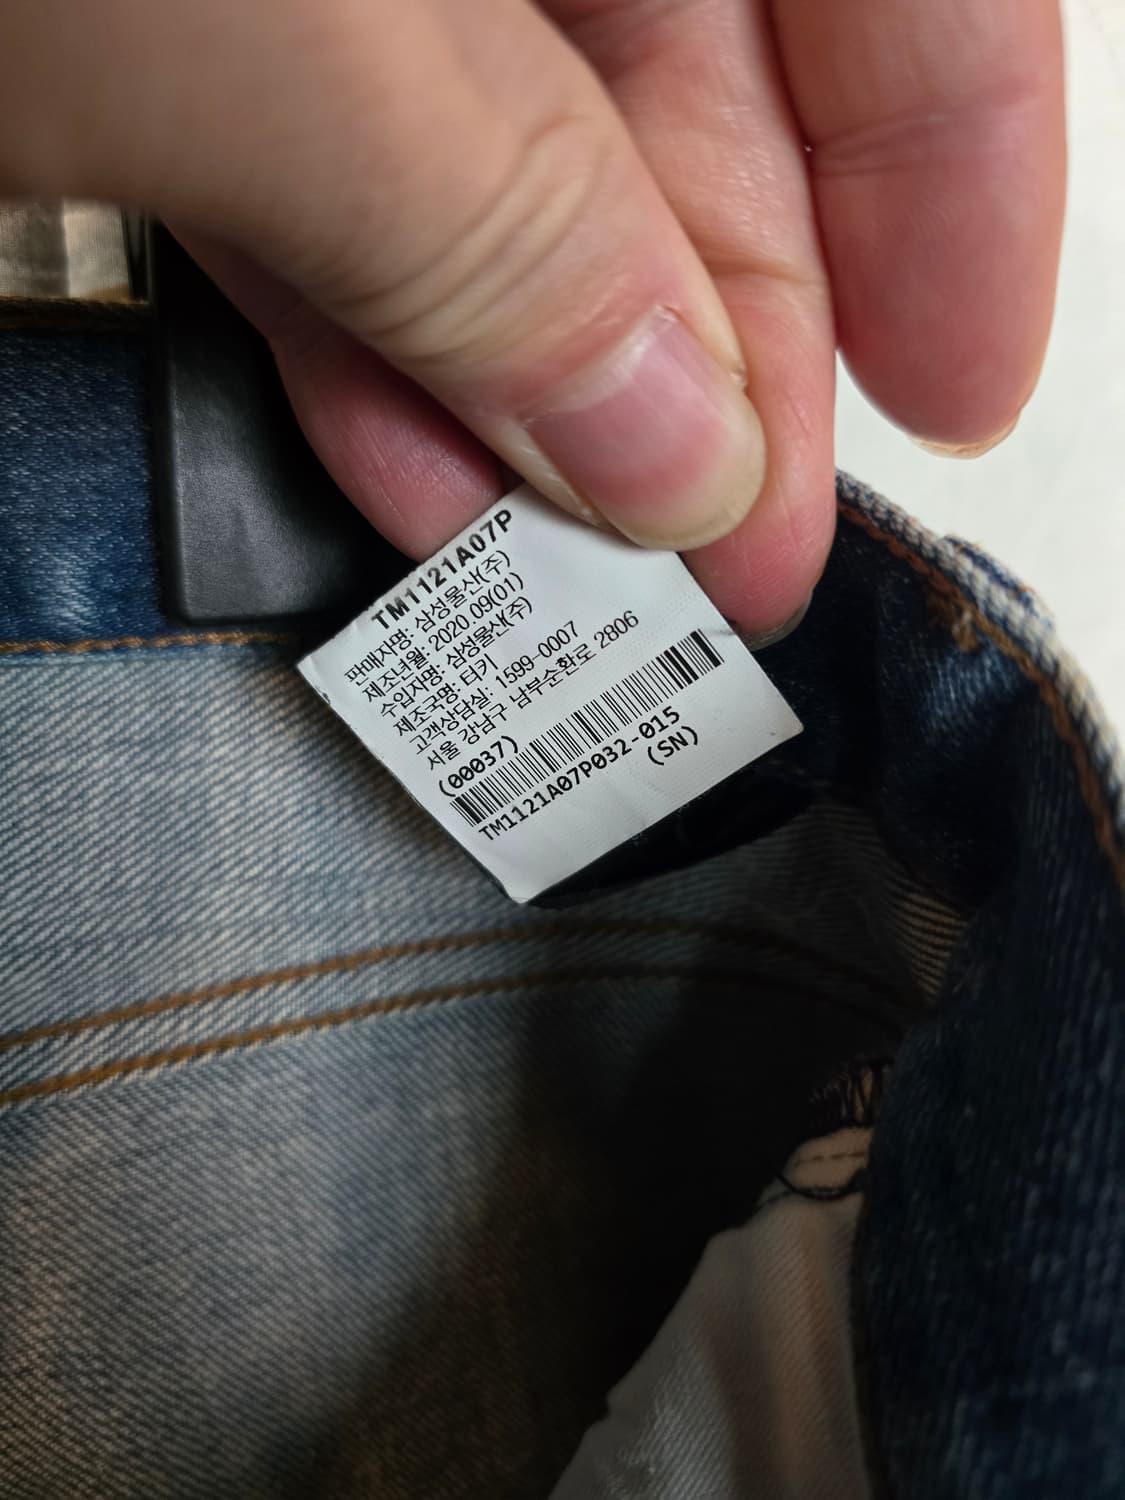 TM1121A07P
판매자명: 삼성물산(주)
제조년월: 2020.09(01)
수입자명: 삼성물산(주)
제조국명: 터키
고객상담실: 1599-0007
서울 강남구 남부순환로 2806
(00037)
TM1121A07P032-015
(SN)